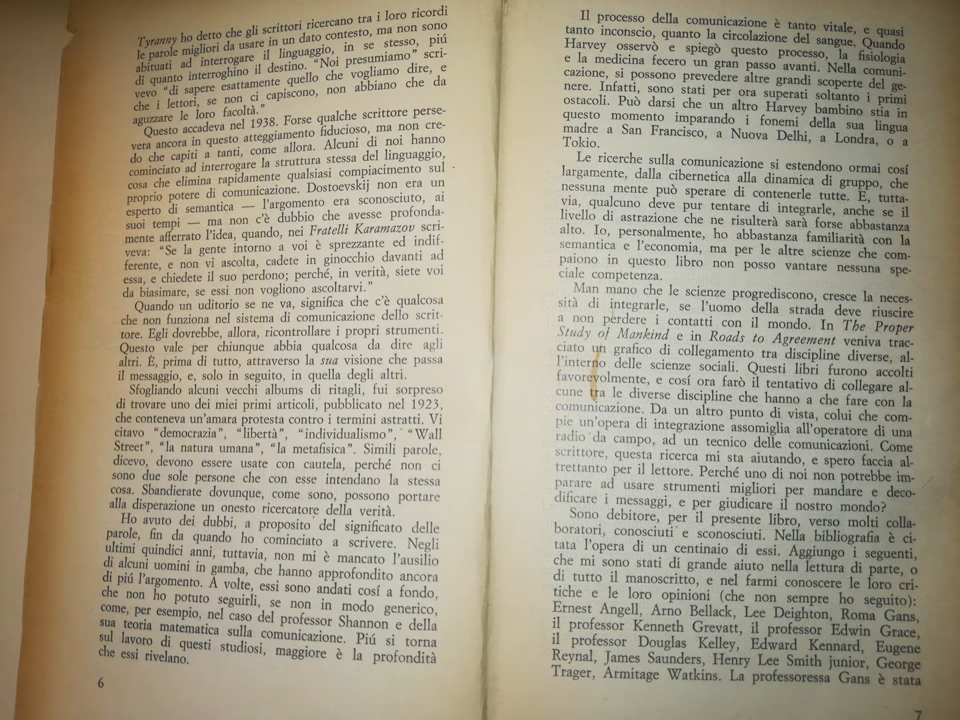 Tyranny ho detto che gli scrittori ricercano tra i loro ricordi
le parole migliori da usare in un dato contesto, ma non sono
abituati ad interrogare il linguaggio, in se stesso, piú
di quanto interroghino il destino. “Noi presumiamo” scri-
vevo “di sapere esattamente quello che vogliamo dire, e
che i lettori, se non ci capiscono, non abbiano che da
aguzzare le loro facoltà.”
Questo accadeva nel 1938. Forse qualche scrittore perse-
vera ancora in questo atteggiamento fiducioso, ma non cre-
do che capiti a tanti, come allora. Alcuni di noi hanno
cominciato ad interrogare la struttura stessa del linguaggio,
cosa che elimina rapidamente qualsiasi compiacimento sul
proprio potere di comunicazione. Dostoevskij non era un
esperto di semantica — l'argomento era sconosciuto, ai
suoi tempi — ma non c'è dubbio che avesse profonda-
mente afferrato l'idea, quando, nei Fratelli Karamazov scri-
veva: “Se la gente intorno a voi è sprezzante ed indif-
ferente, e non vi ascolta, cadete in ginocchio davanti ad
essa, e chiedete il suo perdono; perché, in verità, siete voi
da biasimare, se essi non vogliono ascoltarvi.”
Quando un uditorio se ne va, significa che c'è qualcosa
che non funziona nel sistema di comunicazione dello scrit-
tore. Egli dovrebbe, allora, ricontrollare i propri strumenti.
Questo vale per chiunque abbia qualcosa da dire agli
altri. È, prima di tutto, attraverso la sua visione che passa
il messaggio, e, solo in seguito, in quella degli altri.
Sfogliando alcuni vecchi albums di ritagli, fui sorpreso
di trovare uno dei miei primi articoli, pubblicato nel 1923,
che conteneva un'amara protesta contro i termini astratti. Vi
citavo “democrazia”, “libertà”, “individualismo”, “Wall
Street”, “la natura umana”, “la metafisica”. Simili parole,
dicevo, devono essere usate con cautela, perché non ci
sono due sole persone che con esse intendano la stessa
cosa. Sbandierate dovunque, come sono, possono portare
alla disperazione un onesto ricercatore della verità.
Ho avuto dei dubbi, a proposito del significato delle
parole, fin da quando ho cominciato a scrivere. Negli
ultimi quindici anni, tuttavia, non mi è mancato l'ausilio
di alcuni uomini in gamba, che hanno approfondito ancora
di piú l'argomento. A volte, essi sono andati cosí a fondo,
che non ho potuto seguirli, se non in modo generico,
come, per esempio, nel caso del professor Shannon e della
sua teoria matematica sulla comunicazione. Piú si torna
sul lavoro di questi studiosi, maggiore è la profondità
che essi rivelano.
6
Il processo della comunicazione è tanto vitale, e quasi
tanto inconscio, quanto la circolazione del sangue. Quando
Harvey osservò e spiegò questo processo, la fisiologia
e la medicina fecero un gran passo avanti. Nella comuni-
cazione, si possono prevedere altre grandi scoperte del ge-
nere. Infatti, sono stati per ora superati soltanto i primi
ostacoli. Può darsi che un altro Harvey bambino stia in
questo momento imparando i fonemi della sua lingua
madre a San Francisco, a Nuova Delhi, a Londra, o a
Tokio.
Le ricerche sulla comunicazione si estendono ormai cosí
largamente, dalla cibernetica alla dinamica di gruppo, che
nessuna mente può sperare di contenerle tutte. E, tutta-
via, qualcuno deve pur tentare di integrarle, anche se il
livello di astrazione che ne risulterà sarà forse abbastanza
alto. Io, personalmente, ho abbastanza familiarità con la
semantica e l'economia, ma per le altre scienze che com-
paiono in questo libro non posso vantare nessuna spe-
ciale competenza.
Man mano che le scienze progrediscono, cresce la neces-
sità di integrarle, se l'uomo della strada deve riuscire
a non perdere i contatti con il mondo. In The Proper
Study of Mankind e in Roads to Agreement veniva trac-
ciato un grafico di collegamento tra discipline diverse, al-
l'interno delle scienze sociali. Questi libri furono accolti
favorevolmente, e cosí ora farò il tentativo di collegare al-
cune tra le diverse discipline che hanno a che fare con la
comunicazione. Da un altro punto di vista, colui che com-
pie un'opera di integrazione assomiglia all'operatore di una
radio da campo, ad un tecnico delle comunicazioni. Come
scrittore, questa ricerca mi sta aiutando, e spero faccia al-
trettanto per il lettore. Perché uno di noi non potrebbe im-
parare ad usare strumenti migliori per mandare e deco-
dificare i messaggi, e per giudicare il nostro mondo?
Sono debitore, per il presente libro, verso molti colla-
boratori, conosciuti e sconosciuti. Nella bibliografia è ci-
tata l'opera di un centinaio di essi. Aggiungo i seguenti,
che mi sono stati di grande aiuto nella lettura di parte, o
di tutto il manoscritto, e nel farmi conoscere le loro cri-
tiche e le loro opinioni (che non sempre ho seguito):
Ernest Angell, Arno Bellack, Lee Deighton, Roma Gans,
il professor Kenneth Grevatt, il professor Edwin Grace,
il professor Douglas Kelley, Edward Kennard, Eugene
Reynal, James Saunders, Henry Lee Smith junior, George
Trager, Armitage Watkins. La professoressa Gans è stata
7